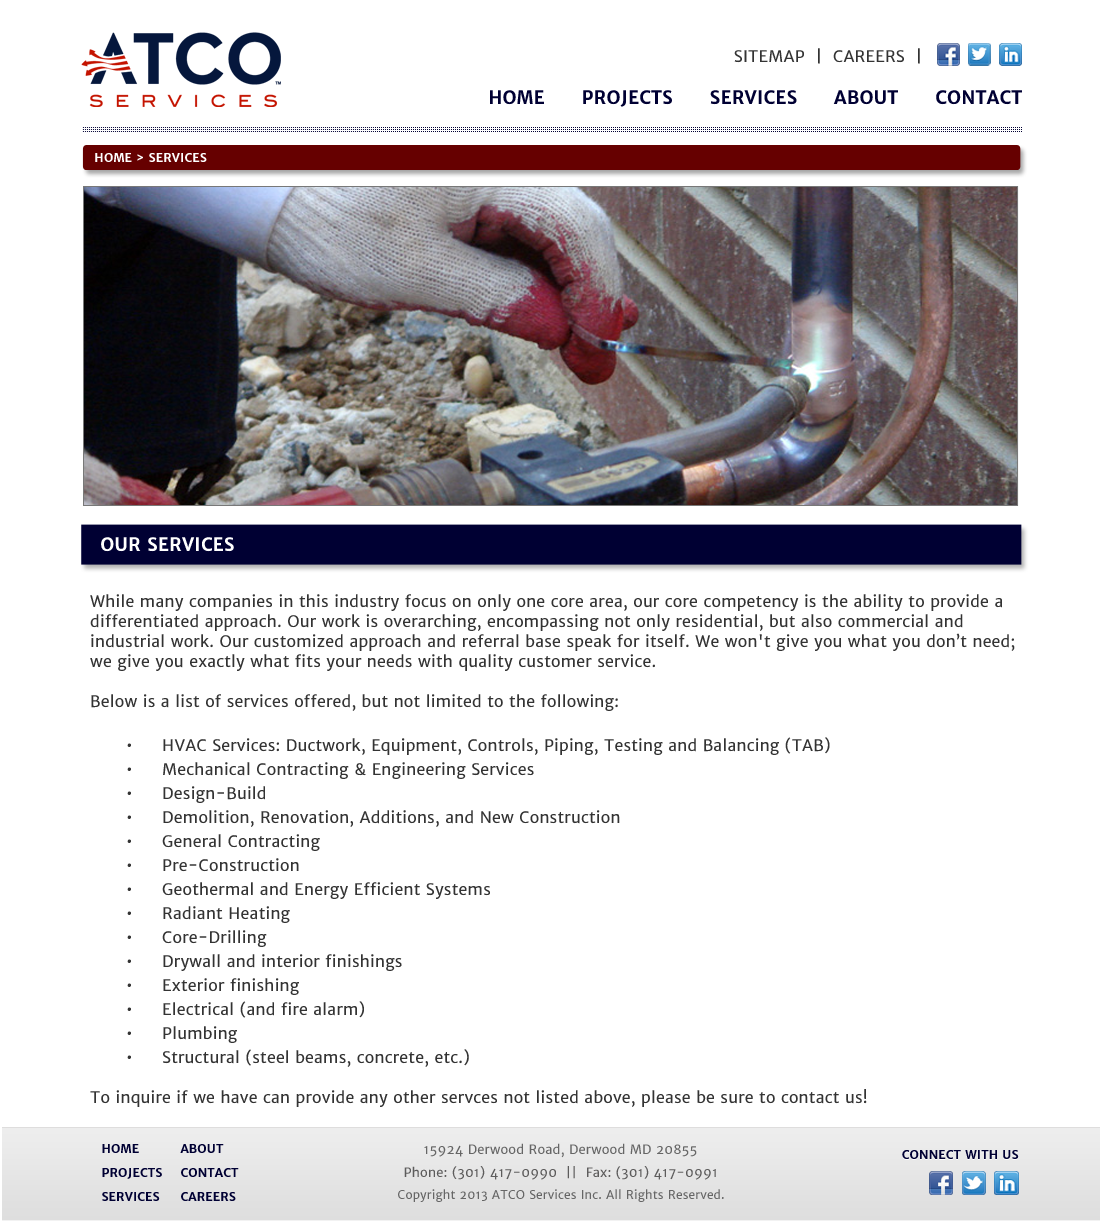 ATCO™
SERVICES
SITEMAP | CAREERS |
HOME PROJECTS SERVICES ABOUT CONTACT
HOME > SERVICES
OUR SERVICES
While many companies in this industry focus on only one core area, our core competency is the ability to provide a
differentiated approach. Our work is overarching, encompassing not only residential, but also commercial and
industrial work. Our customized approach and referral base speak for itself. We won't give you what you don’t need;
we give you exactly what fits your needs with quality customer service.
Below is a list of services offered, but not limited to the following:
• HVAC Services: Ductwork, Equipment, Controls, Piping, Testing and Balancing (TAB)
• Mechanical Contracting & Engineering Services
• Design-Build
• Demolition, Renovation, Additions, and New Construction
• General Contracting
• Pre-Construction
• Geothermal and Energy Efficient Systems
• Radiant Heating
• Core-Drilling
• Drywall and interior finishings
• Exterior finishing
• Electrical (and fire alarm)
• Plumbing
• Structural (steel beams, concrete, etc.)
To inquire if we have can provide any other servces not listed above, please be sure to contact us!
HOME ABOUT
PROJECTS CONTACT
SERVICES CAREERS
15924 Derwood Road, Derwood MD 20855
Phone: (301) 417-0990 || Fax: (301) 417-0991
Copyright 2013 ATCO Services Inc. All Rights Reserved.
CONNECT WITH US